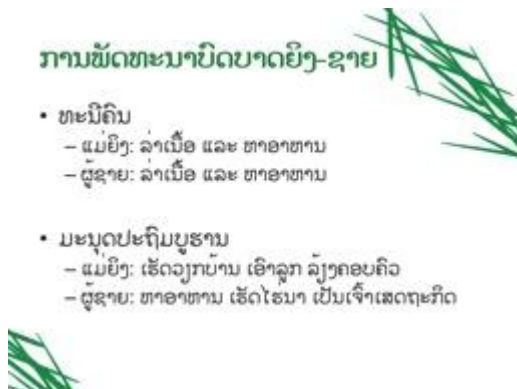 ການພັດທະນາບົດບາດຍິງ-ຊາຍ
• ທະນີຄົນ
– ແມ່ຍິງ: ລ່າເນື້ອ ແລະ ຫາອາຫານ
– ຜູ້ຊາຍ: ລ່າເນື້ອ ແລະ ຫາອາຫານ
• ມະນຸດປະຖົມບູຮານ
– ແມ່ຍິງ: ເຮັດວຽກບ້ານ ເອົາລູກ ລ້ຽງຄອບຄົວ
– ຜູ້ຊາຍ: ຫາອາຫານ ເຮັດໄຮ່ນາ ເປັນເຈົ້າເສດຖະກິດ